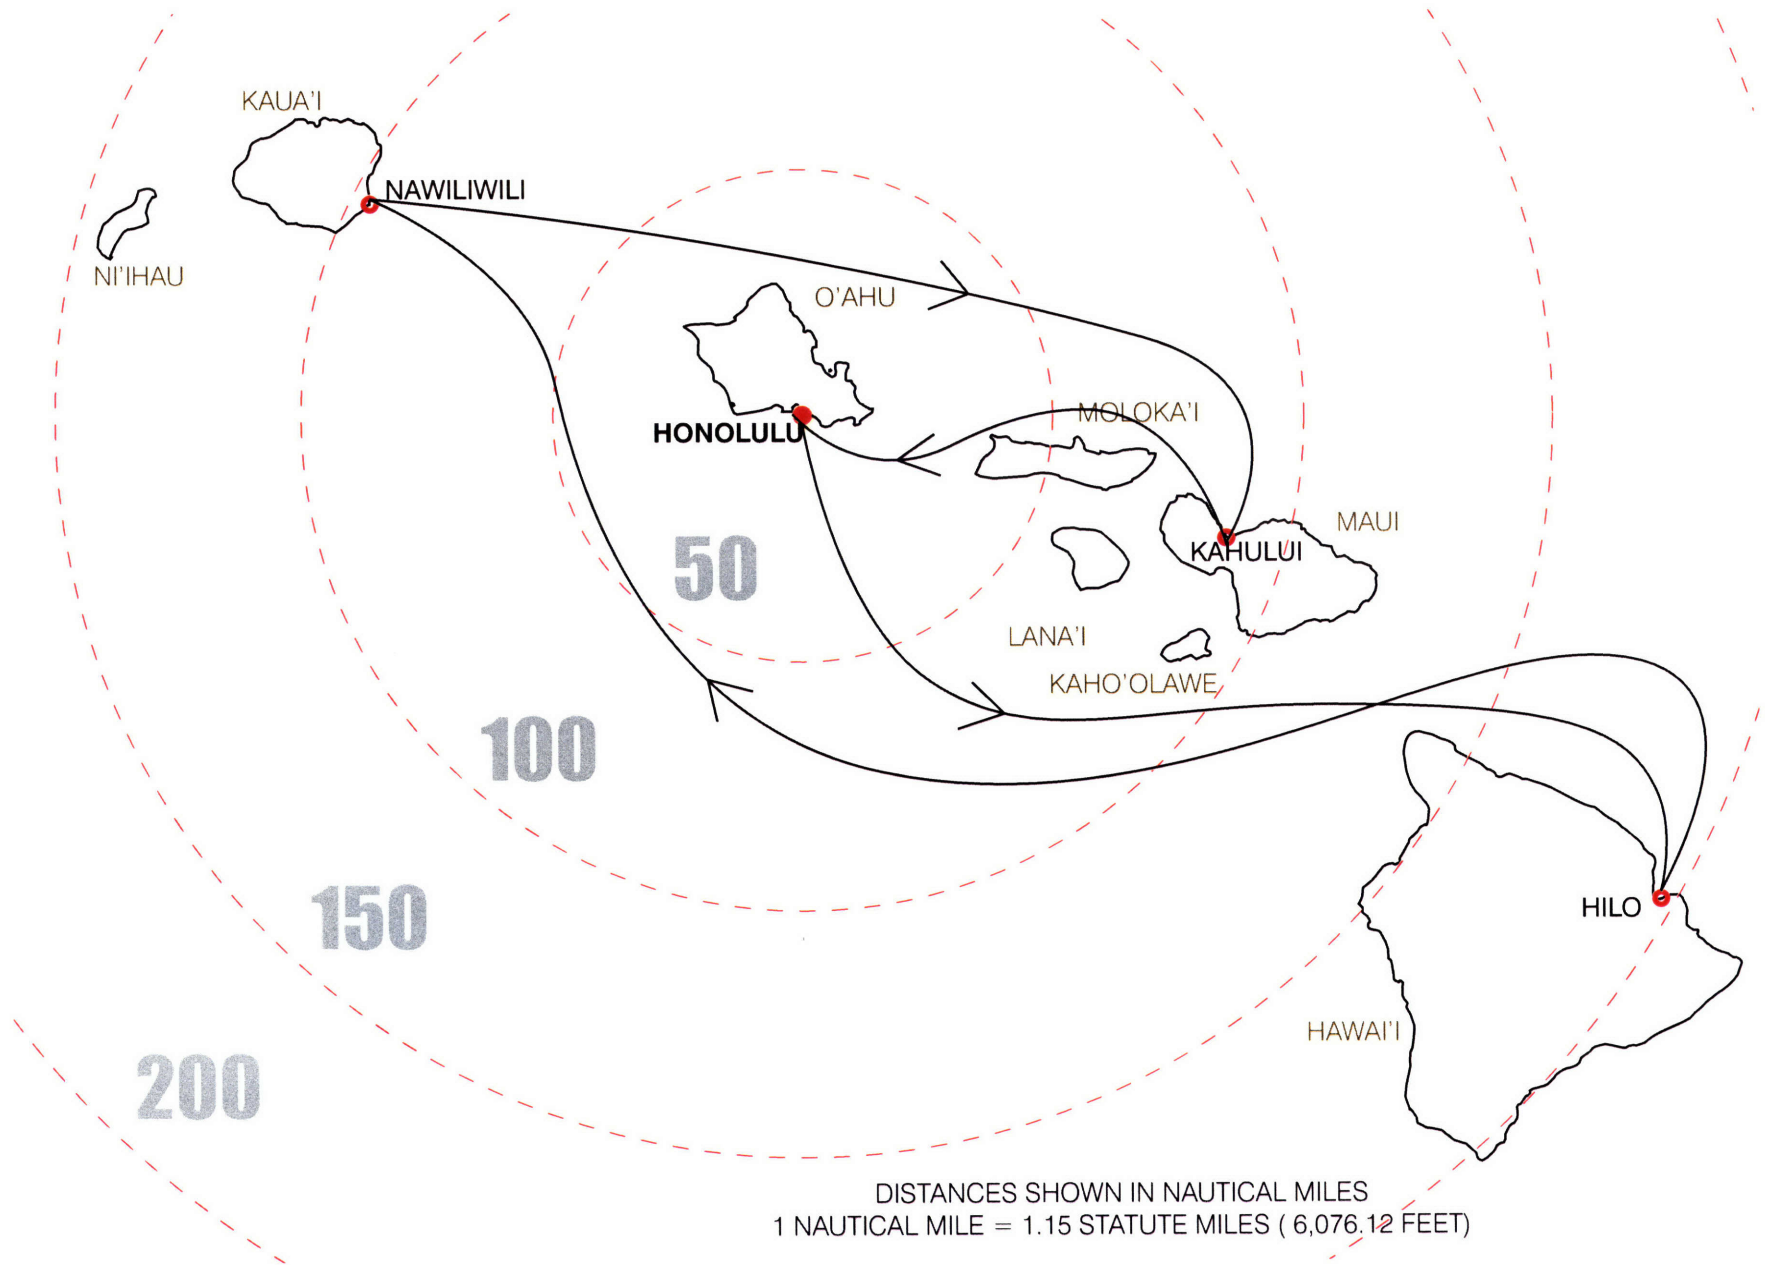 KAUA'I
NAWILIWILI
NI'IHAU
O'AHU
HONOLULU
MOLOKA'I
MAUI
KAHULUI
50
LANA'I
KAHO'OLAWE
100
150
HILO
HAWAI'I
200
DISTANCES SHOWN IN NAUTICAL MILES
1 NAUTICAL MILE = 1.15 STATUTE MILES ( 6,076.12 FEET)